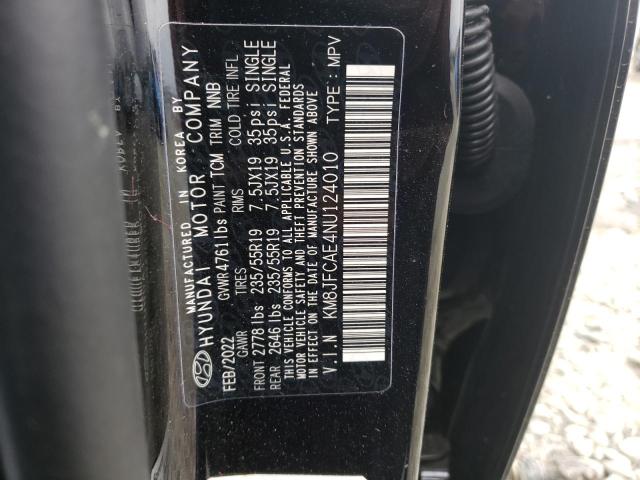 MANUFACTURED IN KOREA BY
HYUNDAI MOTOR COMPANY
FEB/2022 GVWR 4761 lbs PAINT TCM TRIM NNB
GAWR TIRES RIMS COLD TIRE INFL
FRONT 2778 lbs 235/55R19 7.5JX19 35psi SINGLE
REAR 2646 lbs 235/55R19 7.5JX19 35psi SINGLE
THIS VEHICLE CONFORMS TO ALL APPLICABLE U.S.A. FEDERAL
MOTOR VEHICLE SAFETY AND THEFT PREVENTION STANDARDS
IN EFFECT ON THE DATE OF MANUFACTURE SHOWN ABOVE
V.I.N KM8JFCAE4NU124010 TYPE : MPV